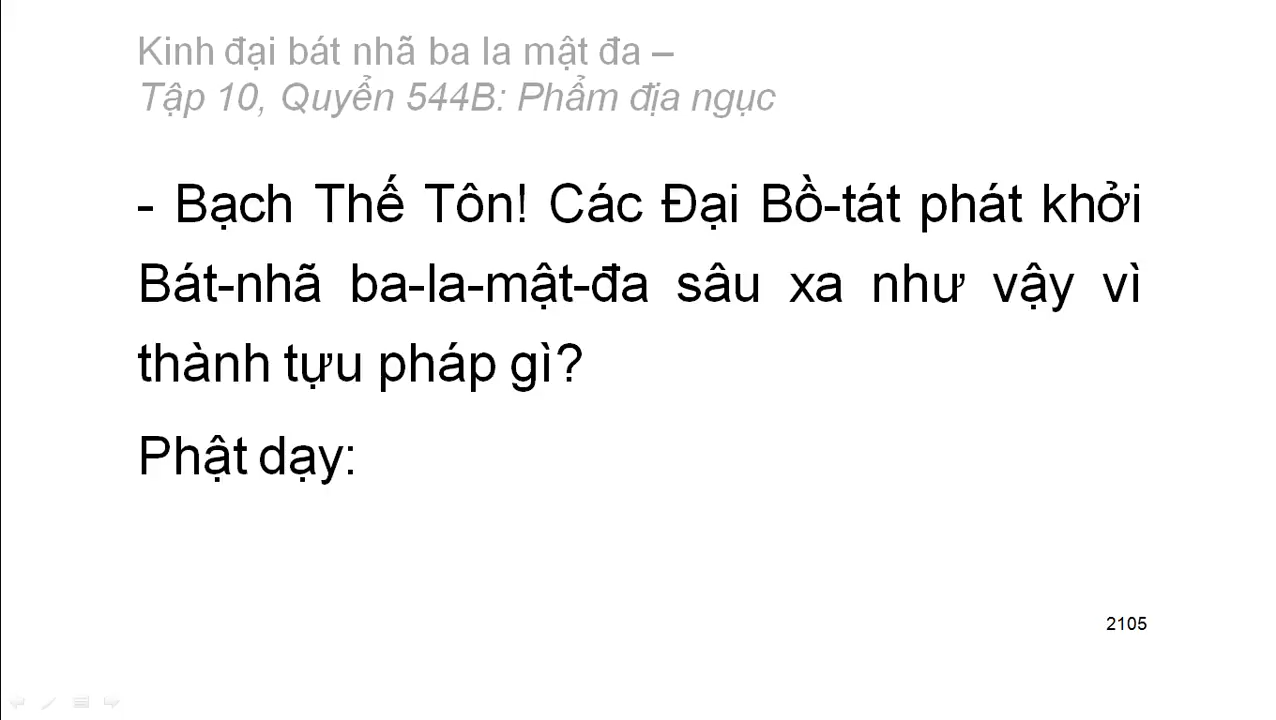 Kinh đại bát nhã ba la mật đa –
Tập 10, Quyển 544B: Phẩm địa ngục
- Bạch Thế Tôn! Các Đại Bồ-tát phát khởi
Bát-nhã ba-la-mật-đa sâu xa như vậy vì
thành tựu pháp gì?
Phật dạy:
2105